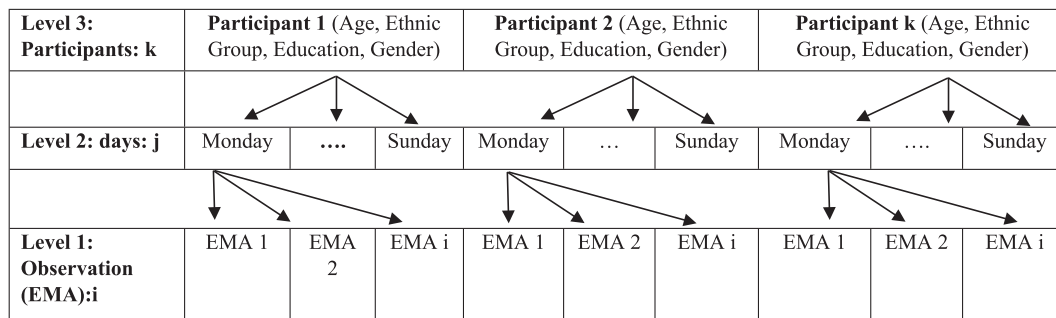 Level 3:
Participants: k
Participant 1 (Age, Ethnic
Group, Education, Gender)
Participant 2 (Age, Ethnic
Group, Education, Gender)
Participant k (Age, Ethnic
Group, Education, Gender)
Level 2: days: j
Monday
....
Sunday
Monday
…
Sunday
Monday
….
Sunday
Level 1:
Observation
(EMA):i
EMA 1
EMA
2
EMA i
EMA 1
EMA 2
EMA i
EMA 1
EMA 2
EMA i